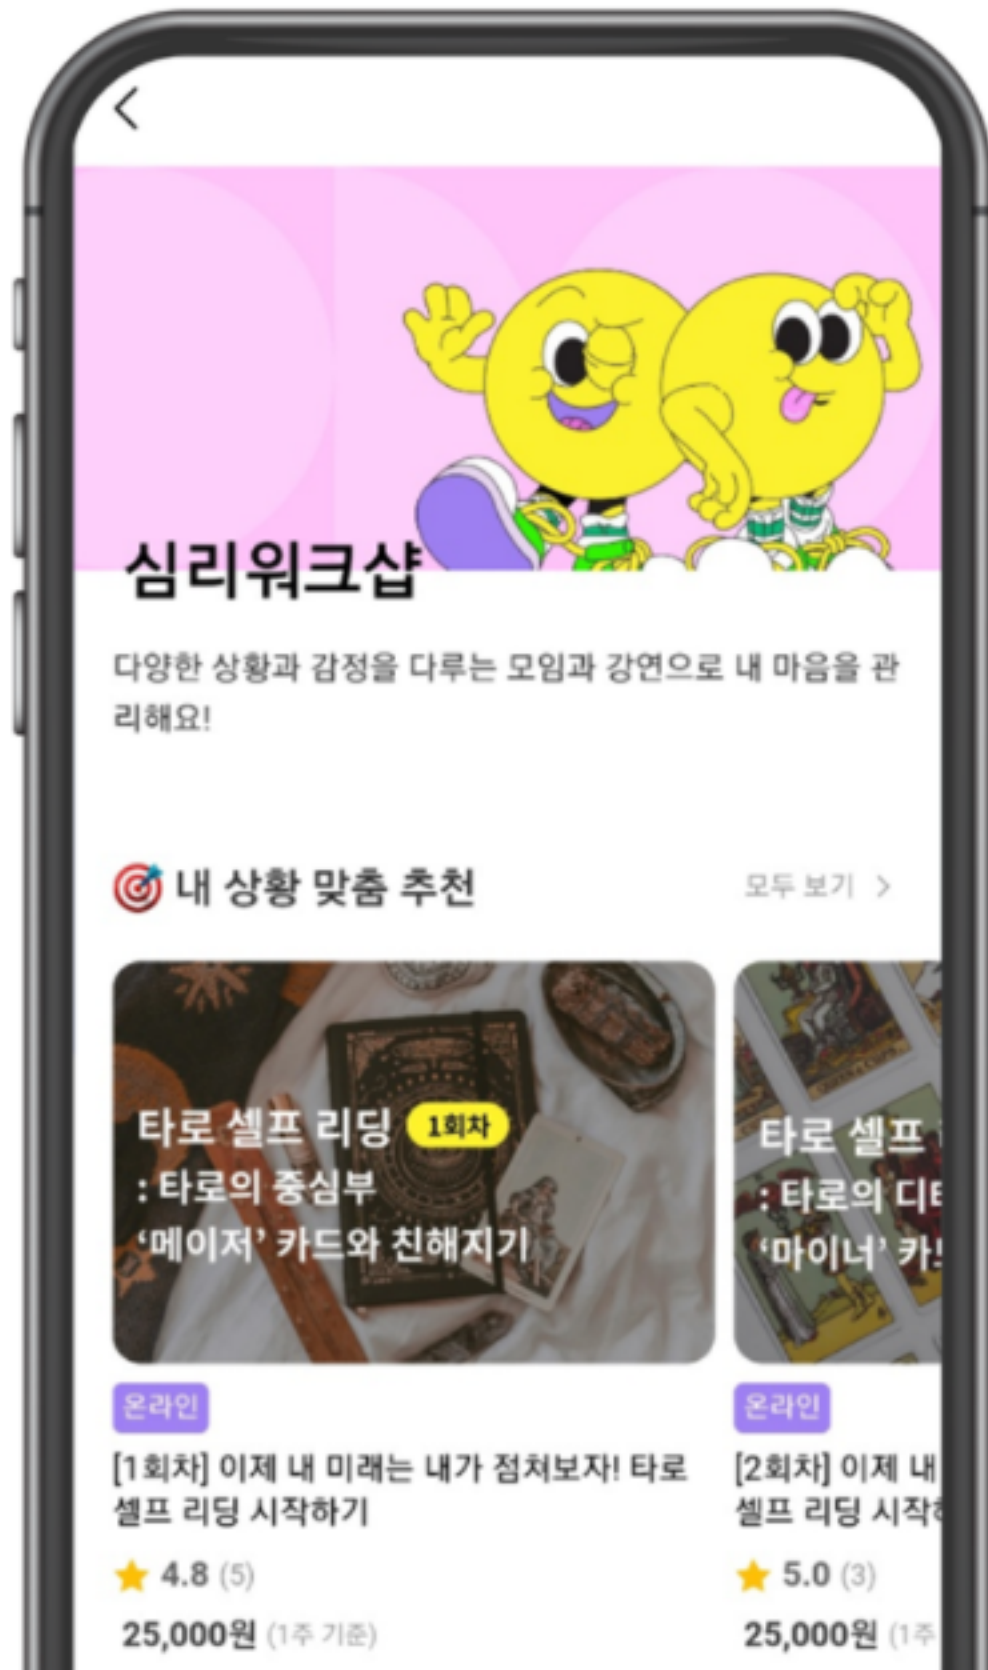 심리워크샵
다양한 상황과 감정을 다루는 모임과 강연으로 내 마음을 관
리해요!
내 상황 맞춤 추천
모두 보기
타로 셀프 리딩 1회차
: 타로의 중심부
‘메이저’ 카드와 친해지기
타로 셀프
: 타로의
‘마이너’
온라인
[1회차] 이제 내 미래는 내가 점쳐보자! 타로
셀프 리딩 시작하기
4.8 (5)
25,000원 (1주 기준)
온라인
[2회차] 이제 내
셀프 리딩
5.0 (3)
25,000원 (1주